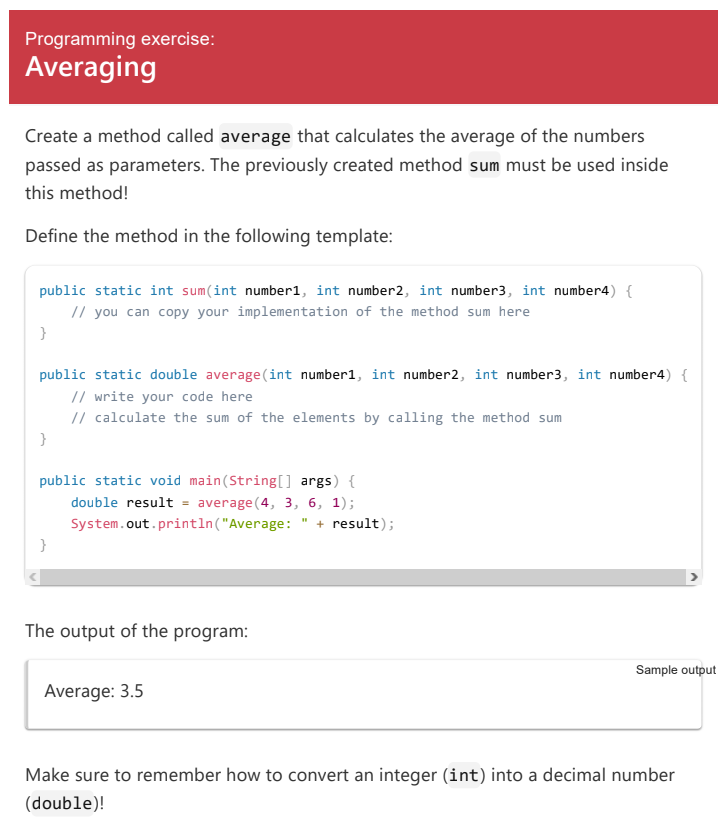 Programming exercise:
Averaging
Create a method called average that calculates the average of the numbers
passed as parameters. The previously created method sum must be used inside
this method!
Define the method in the following template:
public static int sum(int number1, int number2, int number3, int number4) {
    // you can copy your implementation of the method sum here
}
public static double average(int number1, int number2, int number3, int number4) {
    // write your code here
    // calculate the sum of the elements by calling the method sum
}
public static void main(String[] args) {
    double result = average(4, 3, 6, 1);
    System.out.println("Average: " + result);
}
The output of the program:
Sample output
Average: 3.5
Make sure to remember how to convert an integer (int) into a decimal number
(double)!